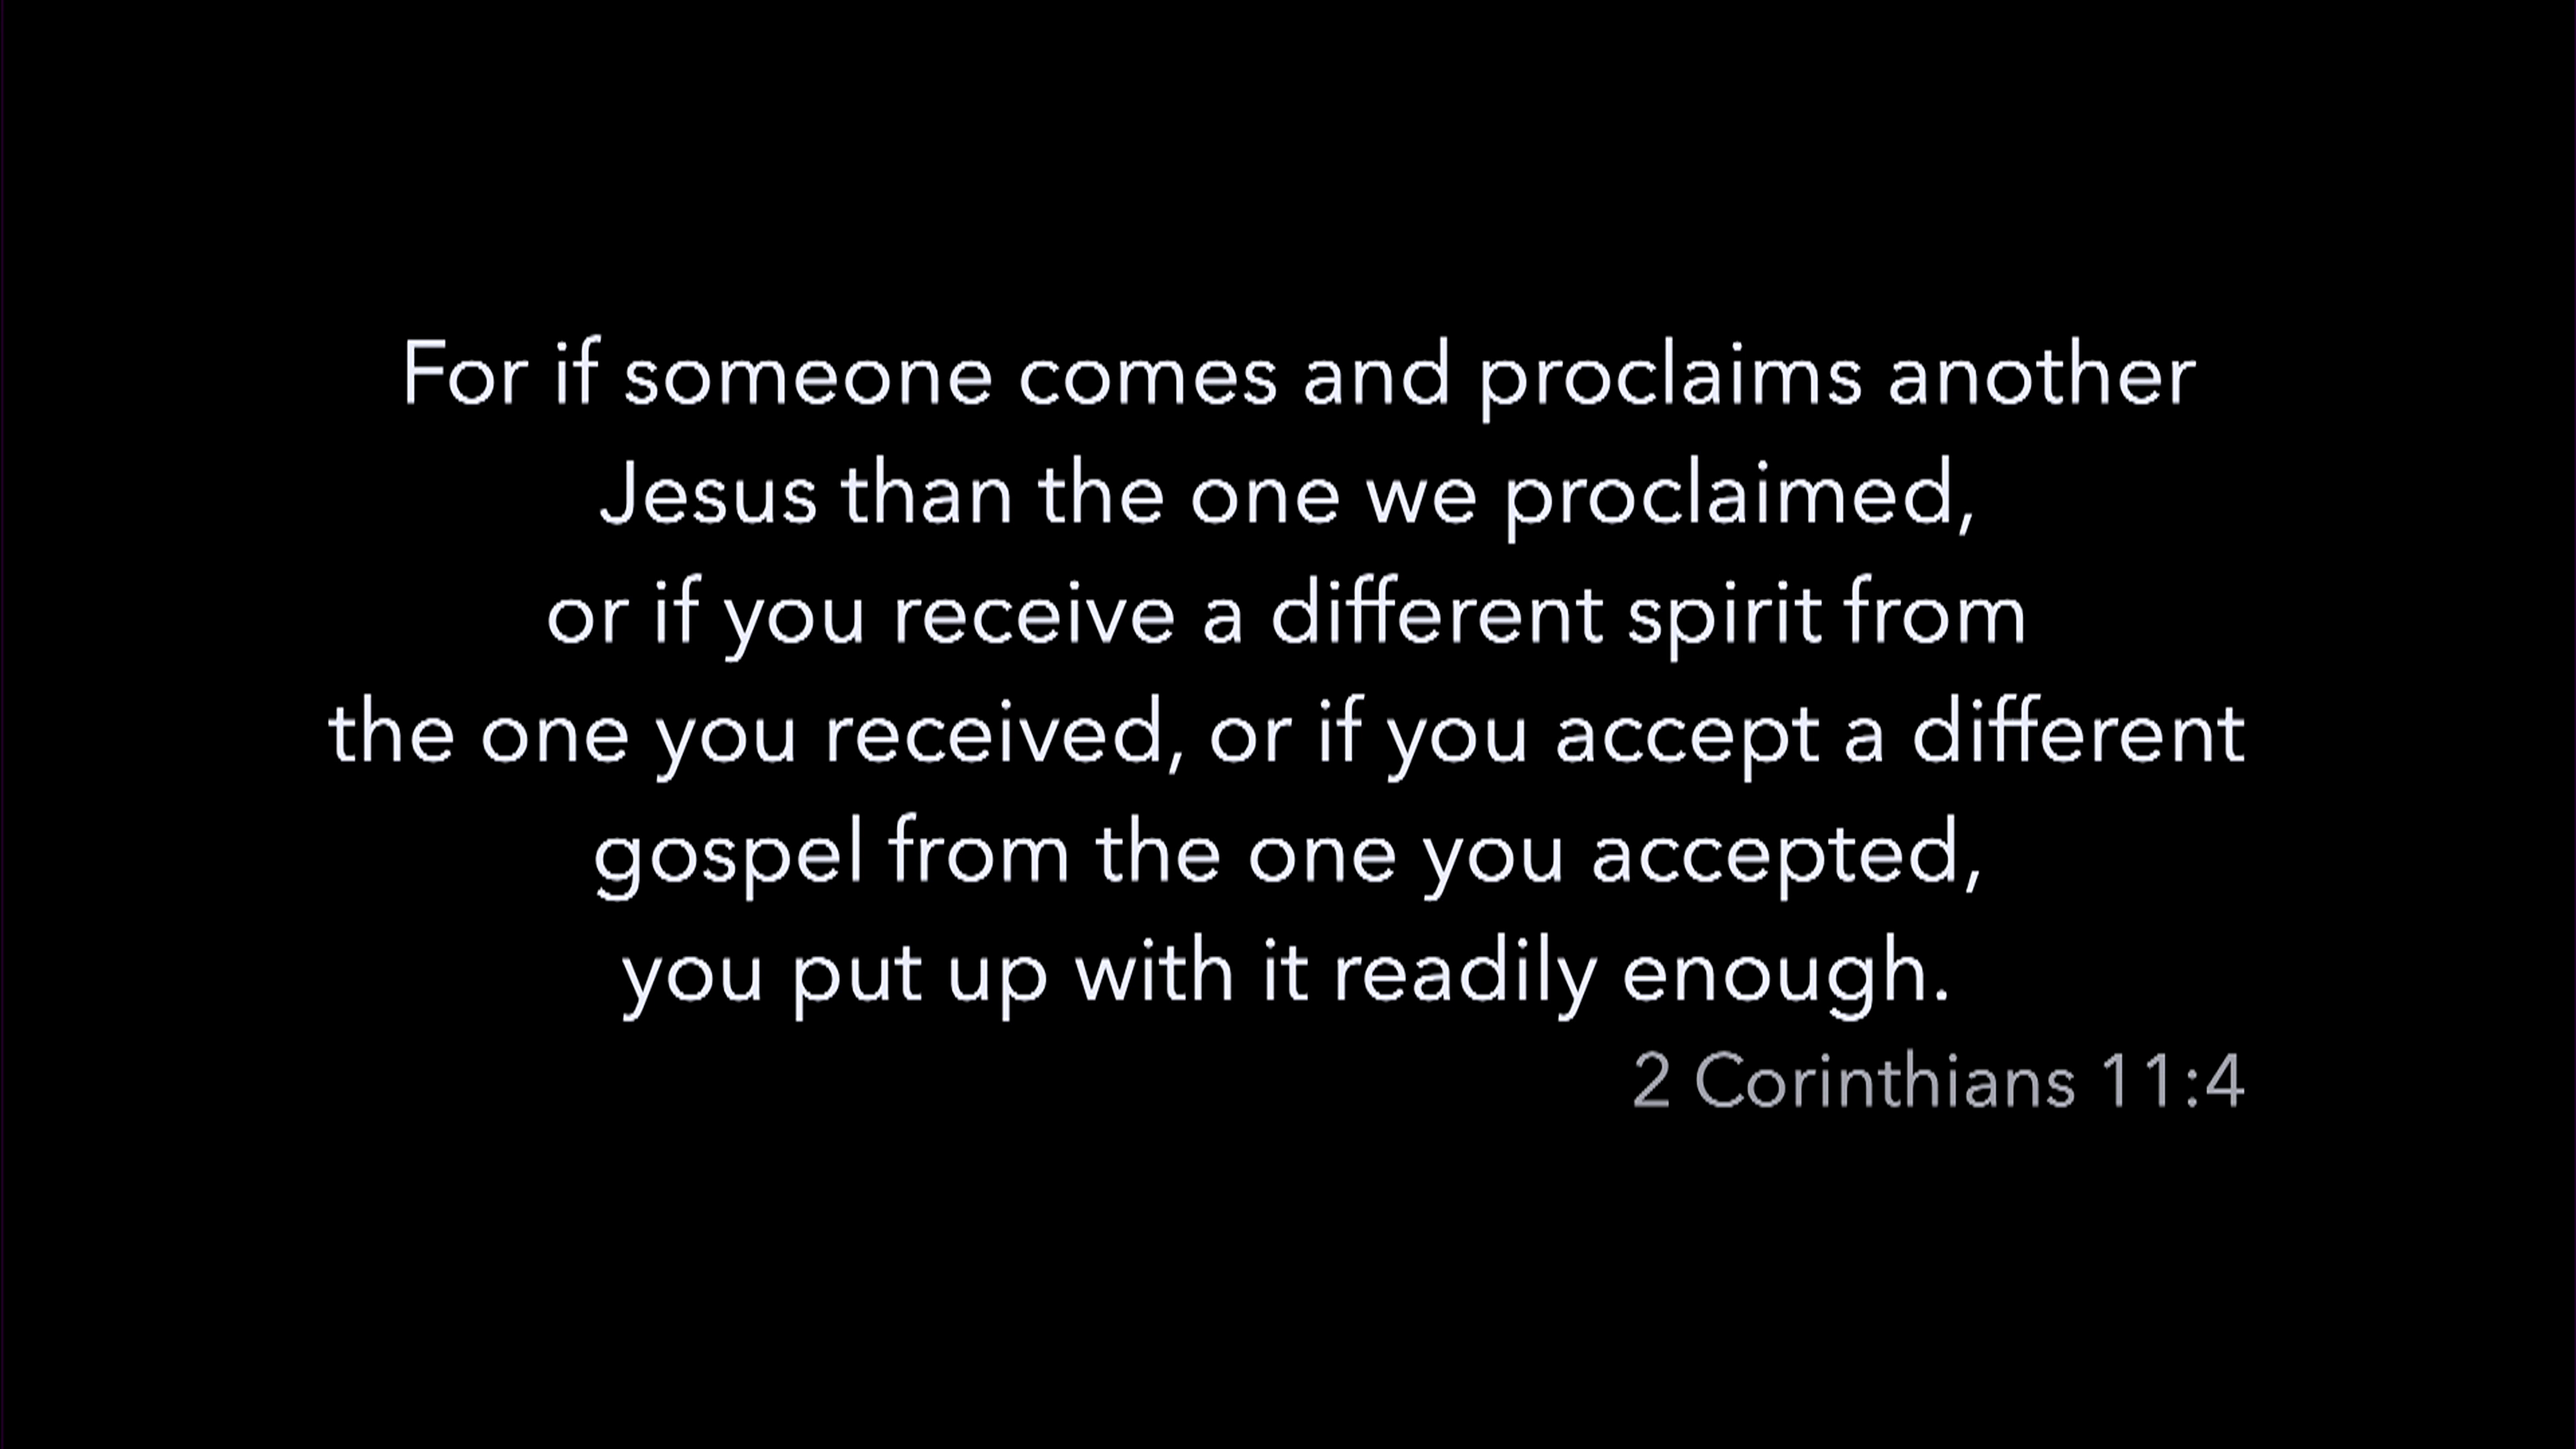 For if someone comes and proclaims another
Jesus than the one we proclaimed,
or if you receive a different spirit from
the one you received, or if you accept a different
gospel from the one you accepted,
you put up with it readily enough.
2 Corinthians 11:4